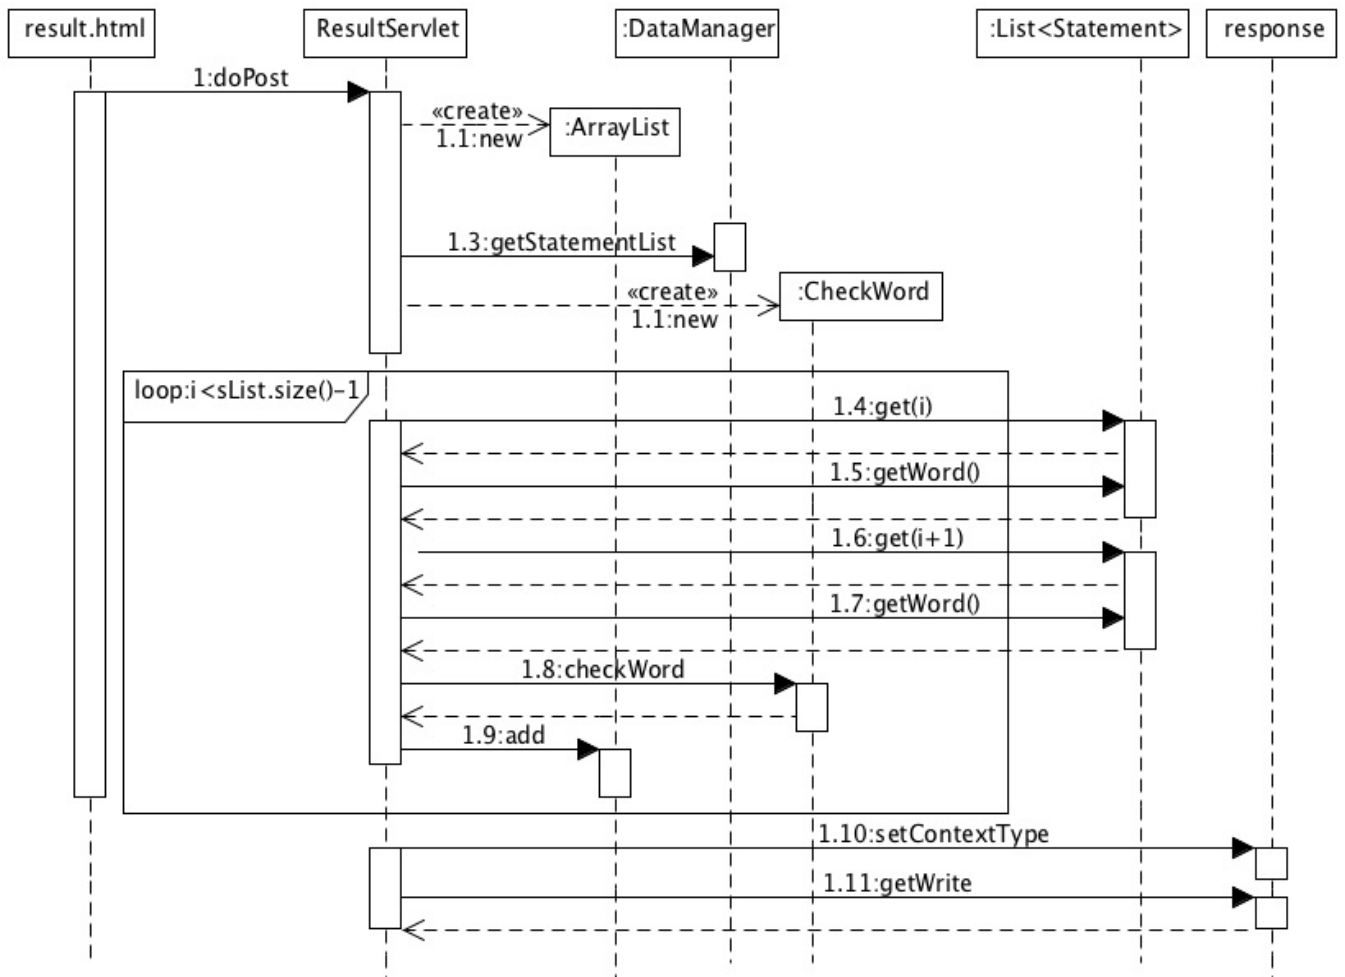 result.html
ResultServlet
:DataManager
:List<Statement>
response
1:doPost
«create»
1.1:new
:ArrayList
1.3:getStatementList
«create»
1.1:new
:CheckWord
loop:i<sList.size()-1
1.4:get(i)
1.5:getWord()
1.6:get(i+1)
1.7:getWord()
1.8:checkWord
1.9:add
1.10:setContextType
1.11:getWrite